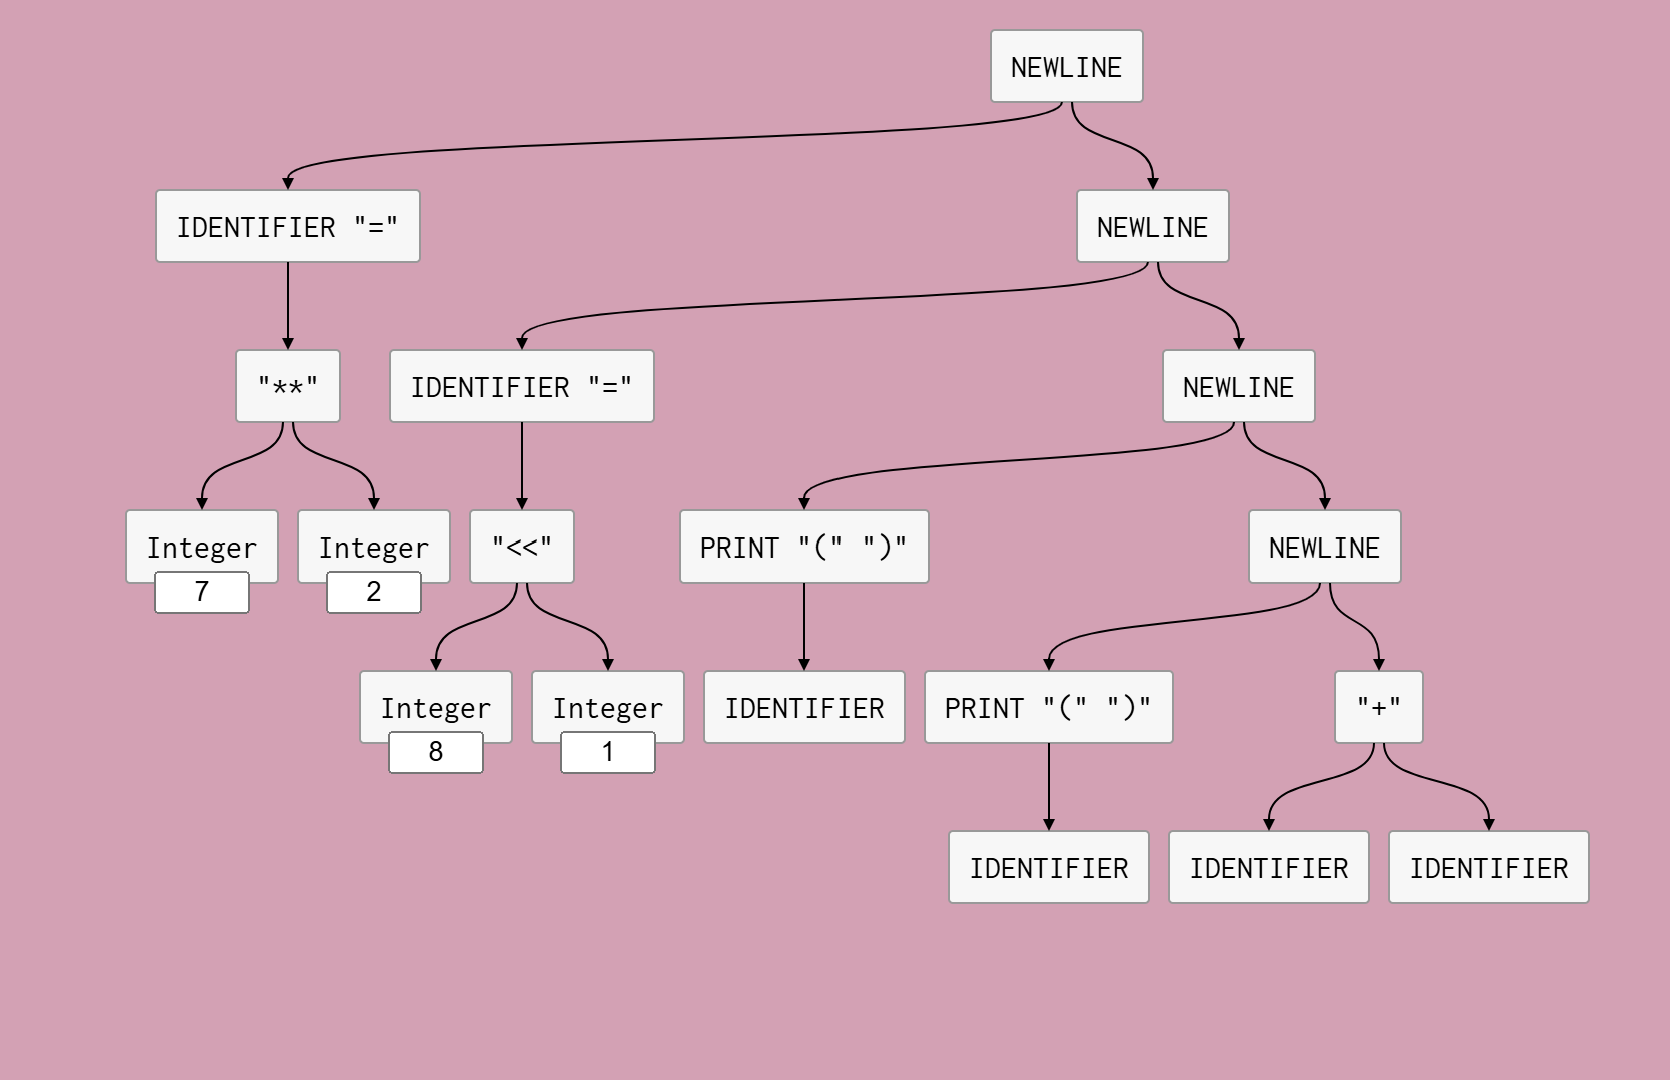 NEWLINE
IDENTIFIER "="
NEWLINE
"**"
IDENTIFIER "="
NEWLINE
Integer
7
Integer
2
"<<"
PRINT "(" ")"
NEWLINE
Integer
8
Integer
1
IDENTIFIER
PRINT "(" ")"
"+"
IDENTIFIER
IDENTIFIER
IDENTIFIER